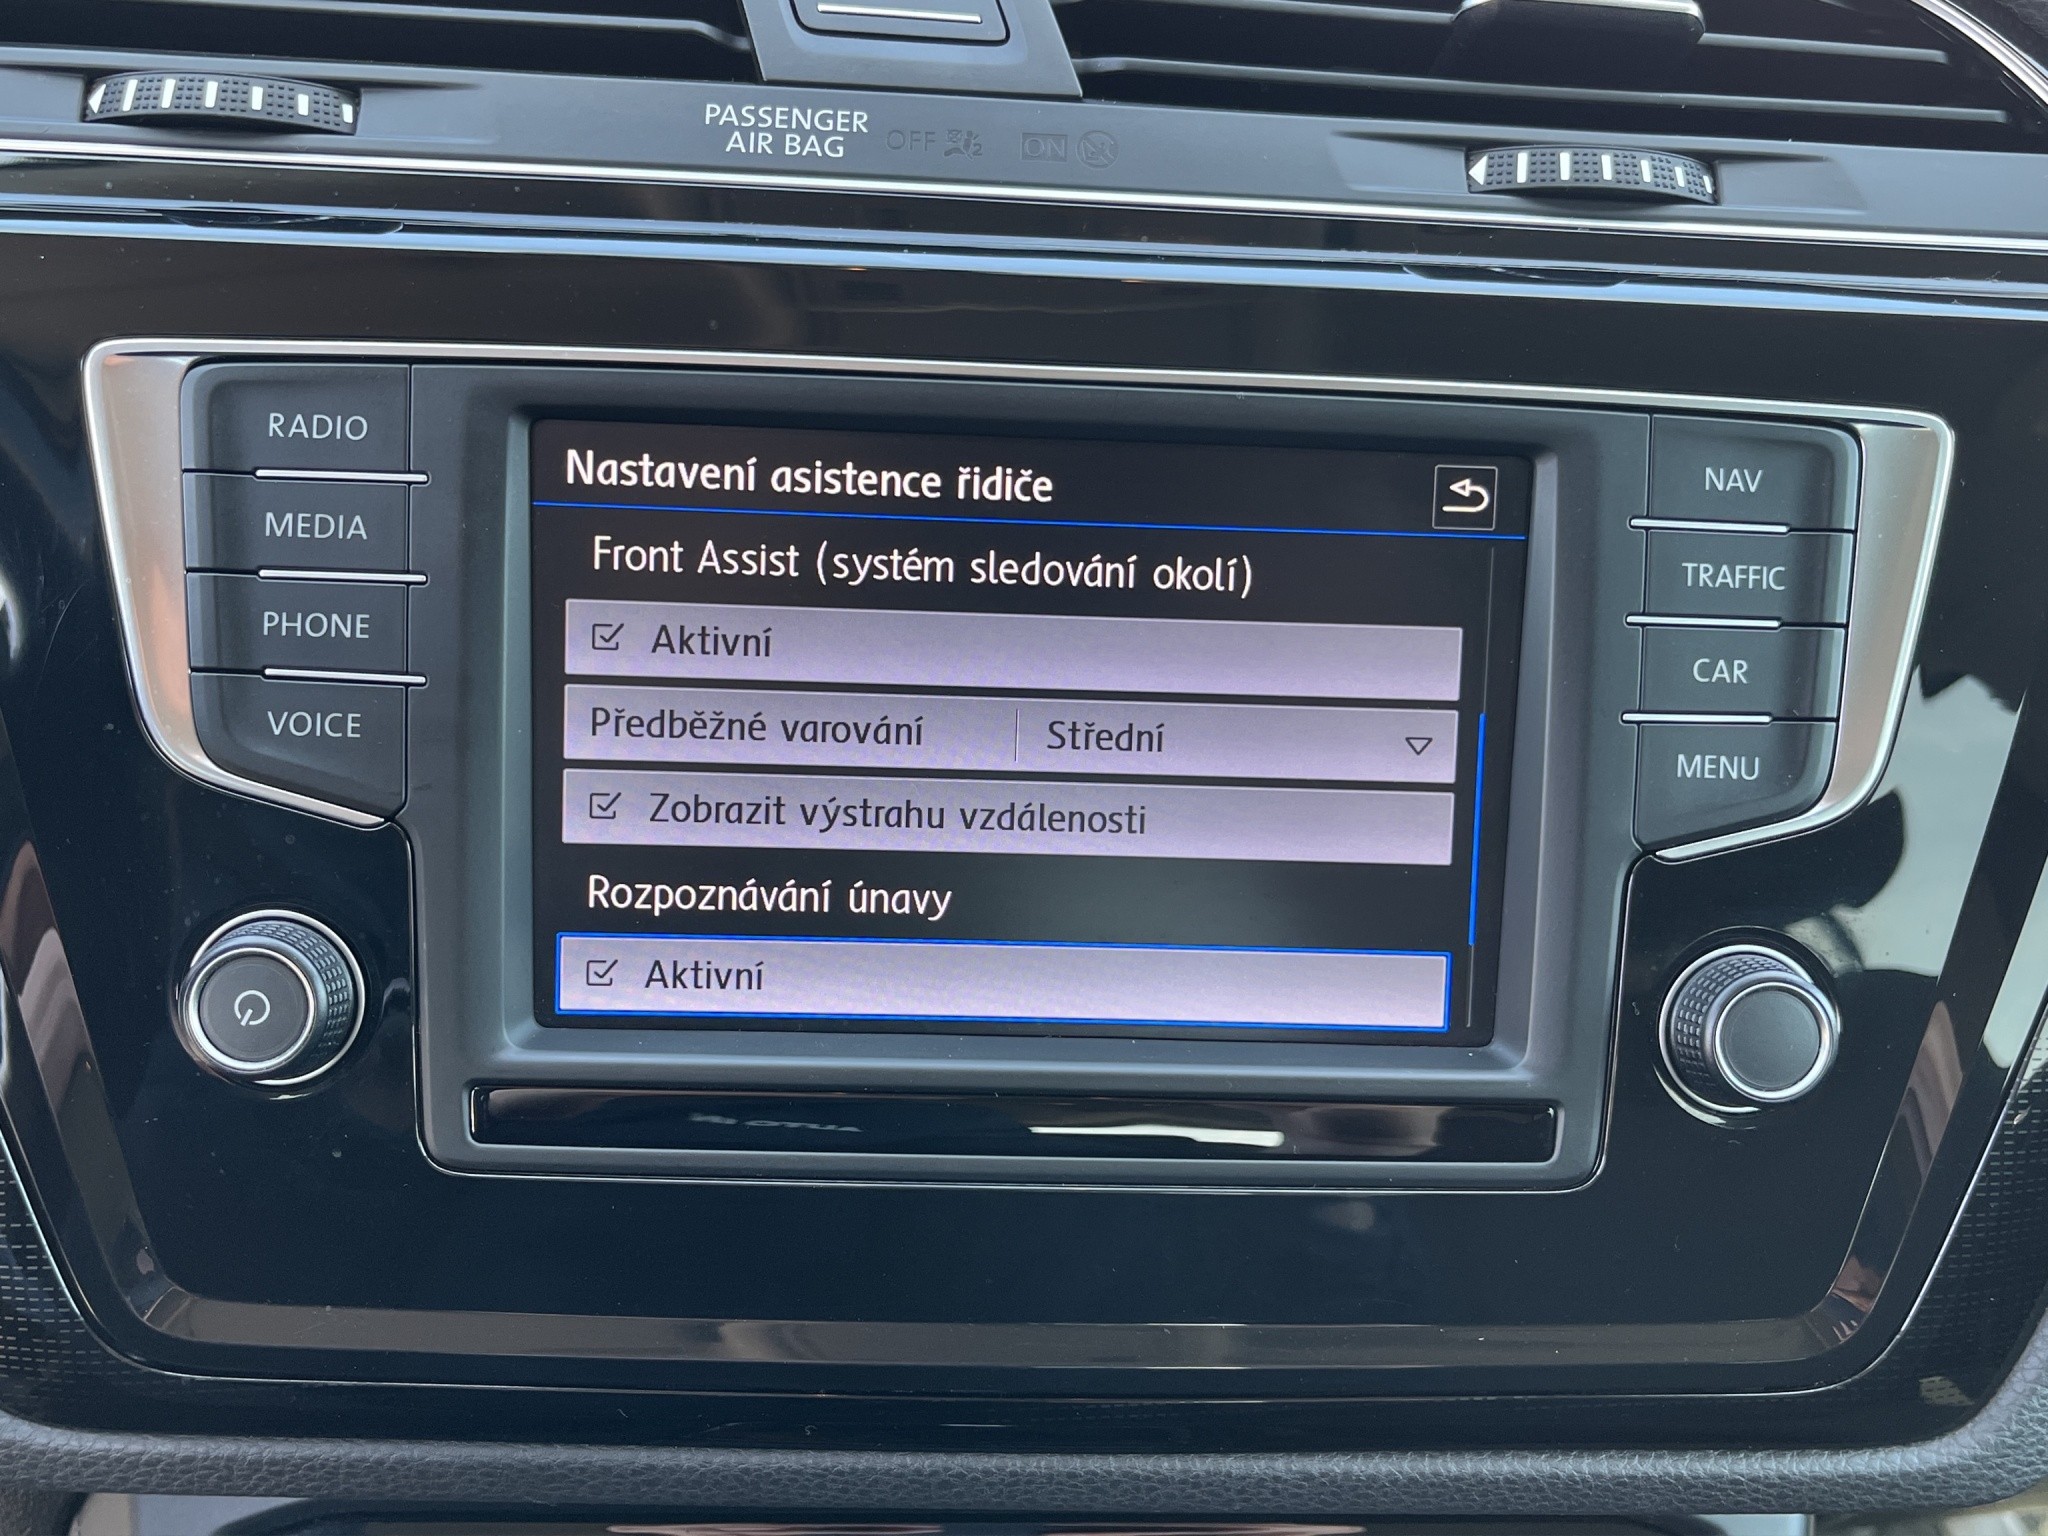 PASSENGER
AIR BAG
OFF
ON
RADIO
MEDIA
PHONE
VOICE
Nastavení asistence řidiče
Front Assist (systém sledování okolí)
Aktivní
Předběžné varování Střední
Zobrazit výstrahu vzdálenosti
Rozpoznávání únavy
Aktivní
NAV
TRAFFIC
CAR
MENU